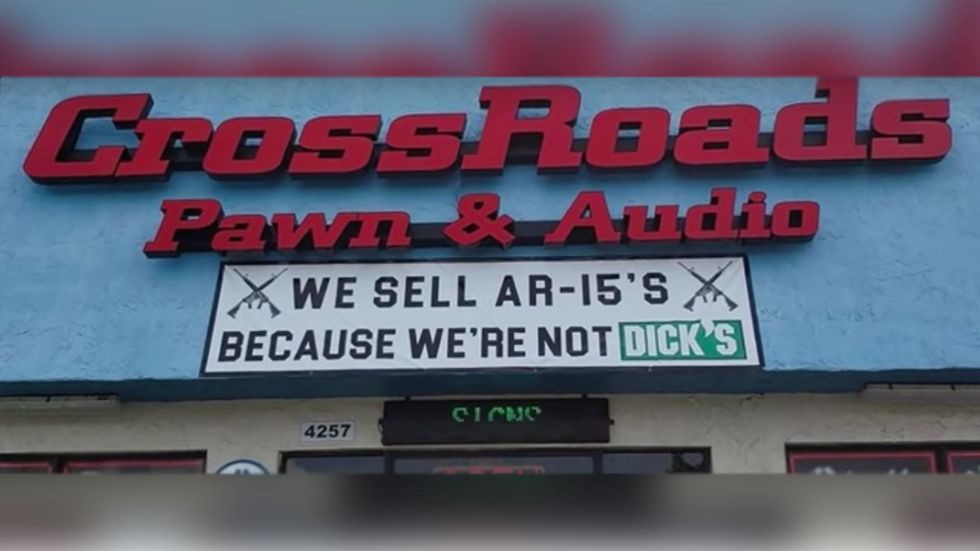 CrossRoads
Pawn & Audio
WE SELL AR-15'S
BECAUSE WE'RE NOT DICK'S
4257